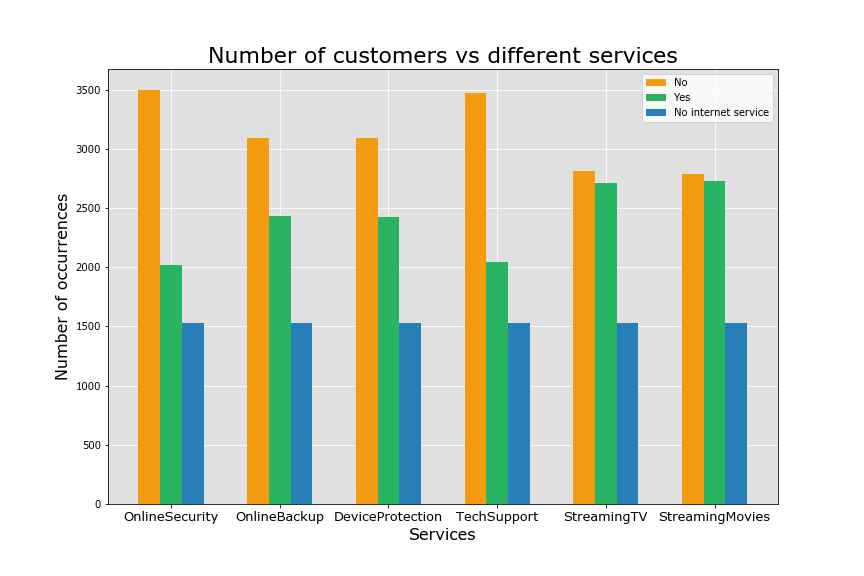 Number of customers vs different services
No
Yes
No internet service
3500
3000
2500
2000
1500
1000
500
0
Number of occurrences
OnlineSecurity OnlineBackup DeviceProtection TechSupport StreamingTV StreamingMovies
Services